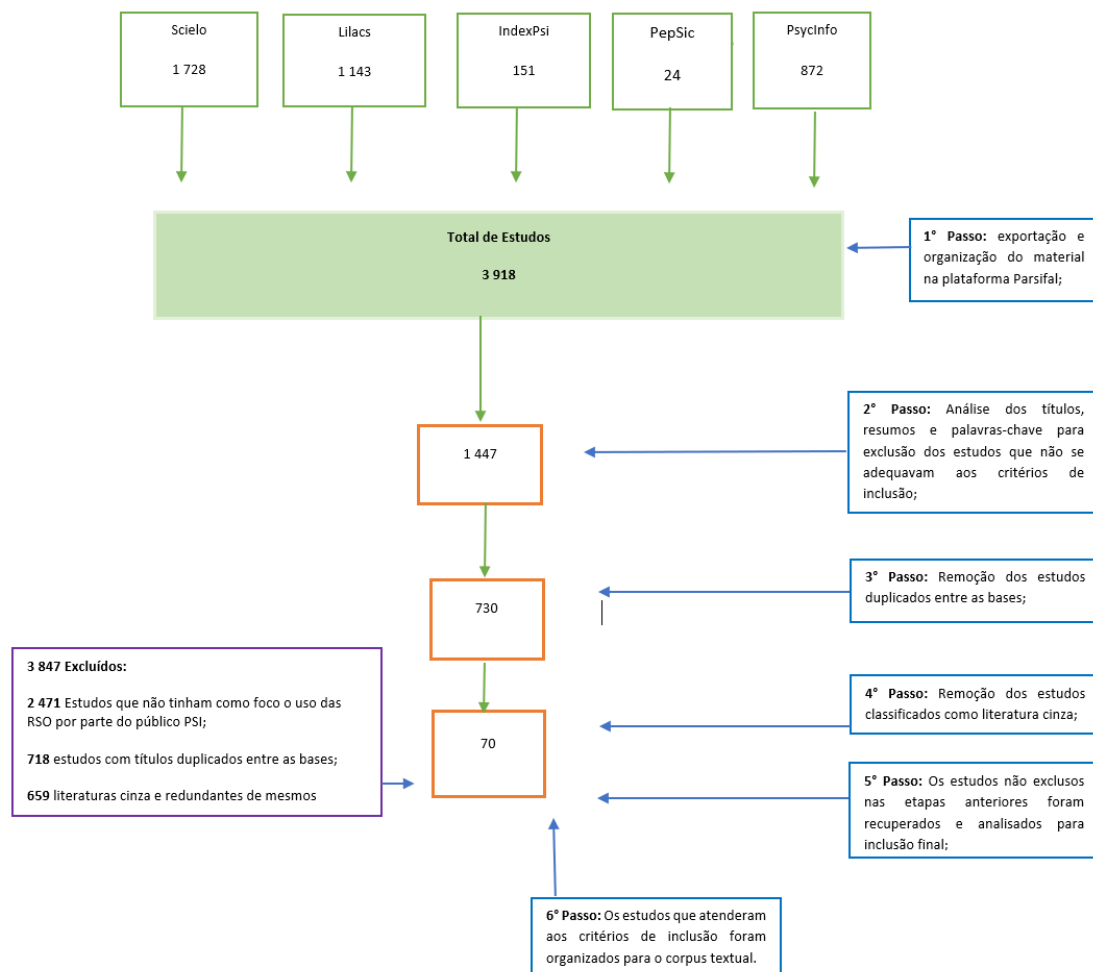 Scielo
1 728
Lilacs
1 143
IndexPsi
151
PepSic
24
PsycInfo
872
Total de Estudos
3 918
1° Passo: exportação e
organização do material
na plataforma Parsifal;
1 447
2° Passo: Análise dos títulos,
resumos e palavras-chave para
exclusão dos estudos que não se
adequavam aos critérios de
inclusão;
730
3° Passo: Remoção dos estudos
duplicados entre as bases;
3 847 Excluídos:
2 471 Estudos que não tinham como foco o uso das
RSO por parte do público PSI;
718 estudos com títulos duplicados entre as bases;
659 literaturas cinza e redundantes de mesmos
70
4° Passo: Remoção dos estudos
classificados como literatura cinza;
5° Passo: Os estudos não exclusos
nas etapas anteriores foram
recuperados e analisados para
inclusão final;
6° Passo: Os estudos que atenderam
aos critérios de inclusão foram
organizados para o corpus textual.